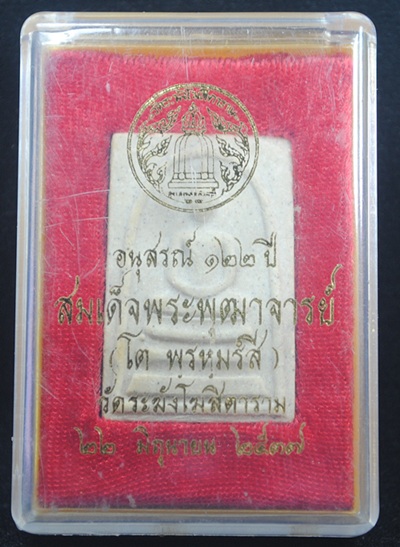 อนุสรณ์ ๑๒๒ ปี
สมเด็จพระพุฒาจารย์
(โต พฺรหฺมรํสี)
วัดระฆังโฆสิตาราม
๒๒ มิถุนายน ๒๕๓๗